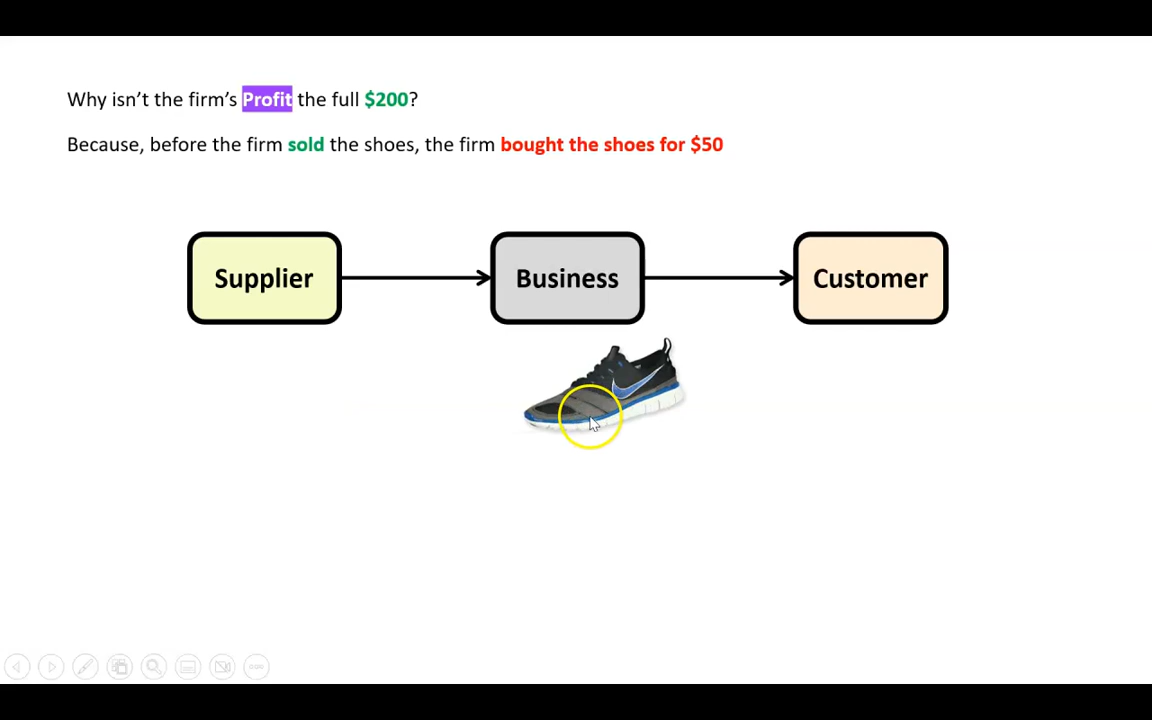 Why isn’t the firm’s Profit the full $200?
Because, before the firm sold the shoes, the firm bought the shoes for $50
Supplier
Business
Customer